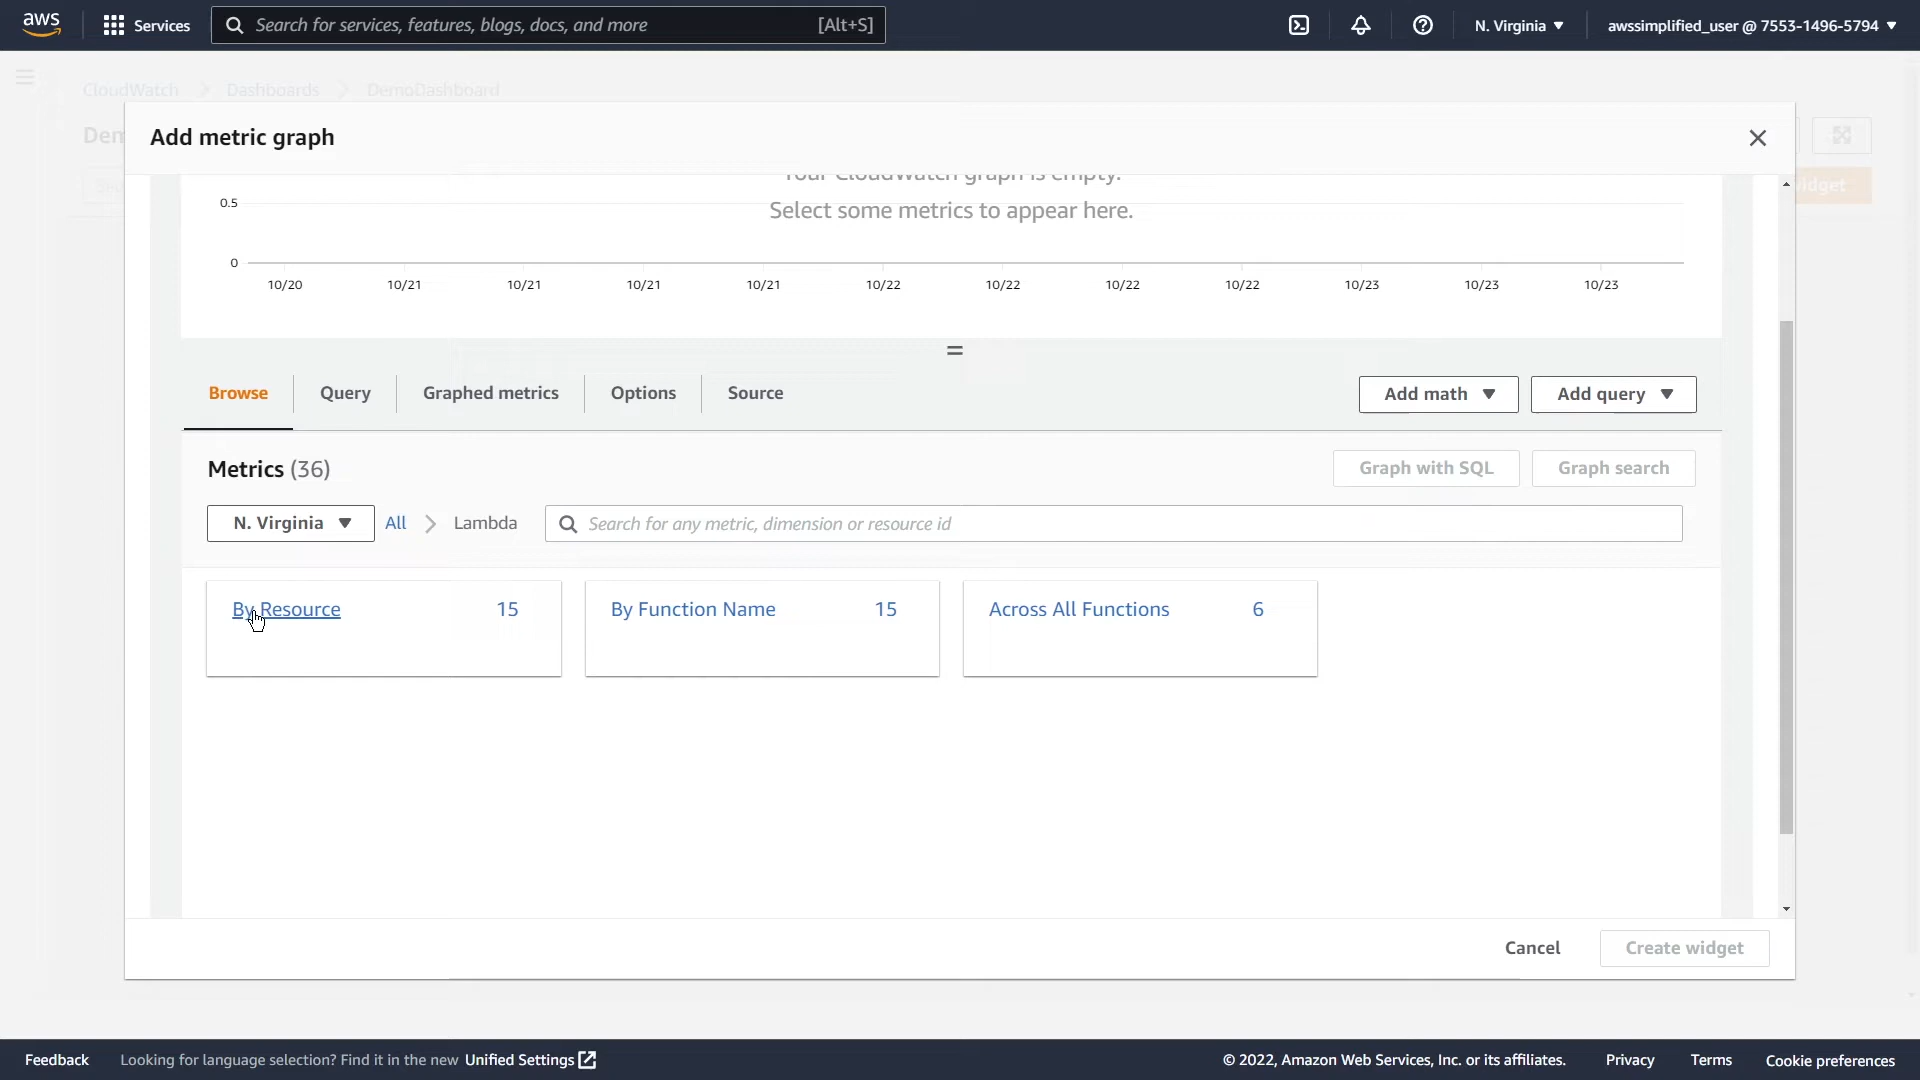 aws Services Search for services, features, blogs, docs, and more [Alt+S] N. Virginia awssimplified_user @ 7553-1496-5794
CloudWatch Dashboards DemoDashboard
Add metric graph
Your CloudWatch graph is empty.
0.5
Select some metrics to appear here.
0
10/20 10/21 10/21 10/21 10/21 10/22 10/22 10/22 10/22 10/23 10/23 10/23
Browse Query Graphed metrics Options Source Add math Add query
Metrics (36) Graph with SQL Graph search
N. Virginia All Lambda Search for any metric, dimension or resource id
By Resource 15 By Function Name 15 Across All Functions 6
Cancel Create widget
Feedback Looking for language selection? Find it in the new Unified Settings © 2022, Amazon Web Services, Inc. or its affiliates. Privacy Terms Cookie preferences